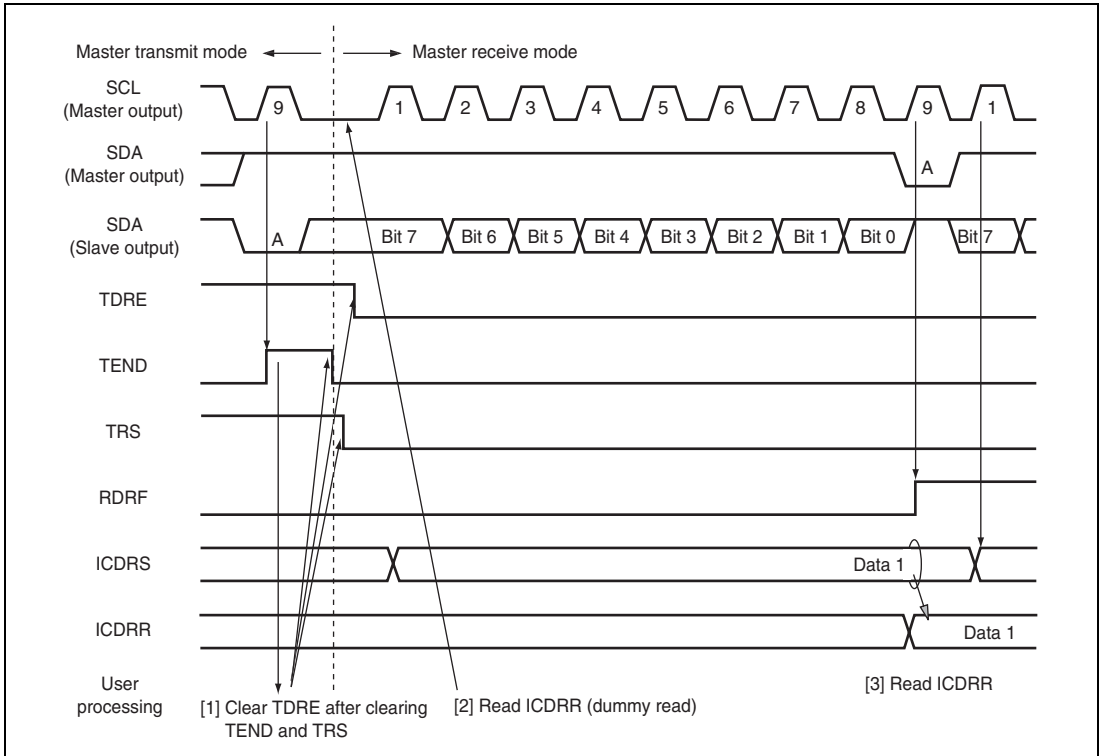 Master transmit mode
Master receive mode
SCL
(Master output)
9
1
2
3
4
5
6
7
8
9
1
SDA
(Master output)
A
SDA
(Slave output)
A
Bit 7
Bit 6
Bit 5
Bit 4
Bit 3
Bit 2
Bit 1
Bit 0
Bit 7
TDRE
TEND
TRS
RDRF
ICDRS
Data 1
ICDRR
Data 1
User
processing
[1] Clear TDRE after clearing
TEND and TRS
[2] Read ICDRR (dummy read)
[3] Read ICDRR